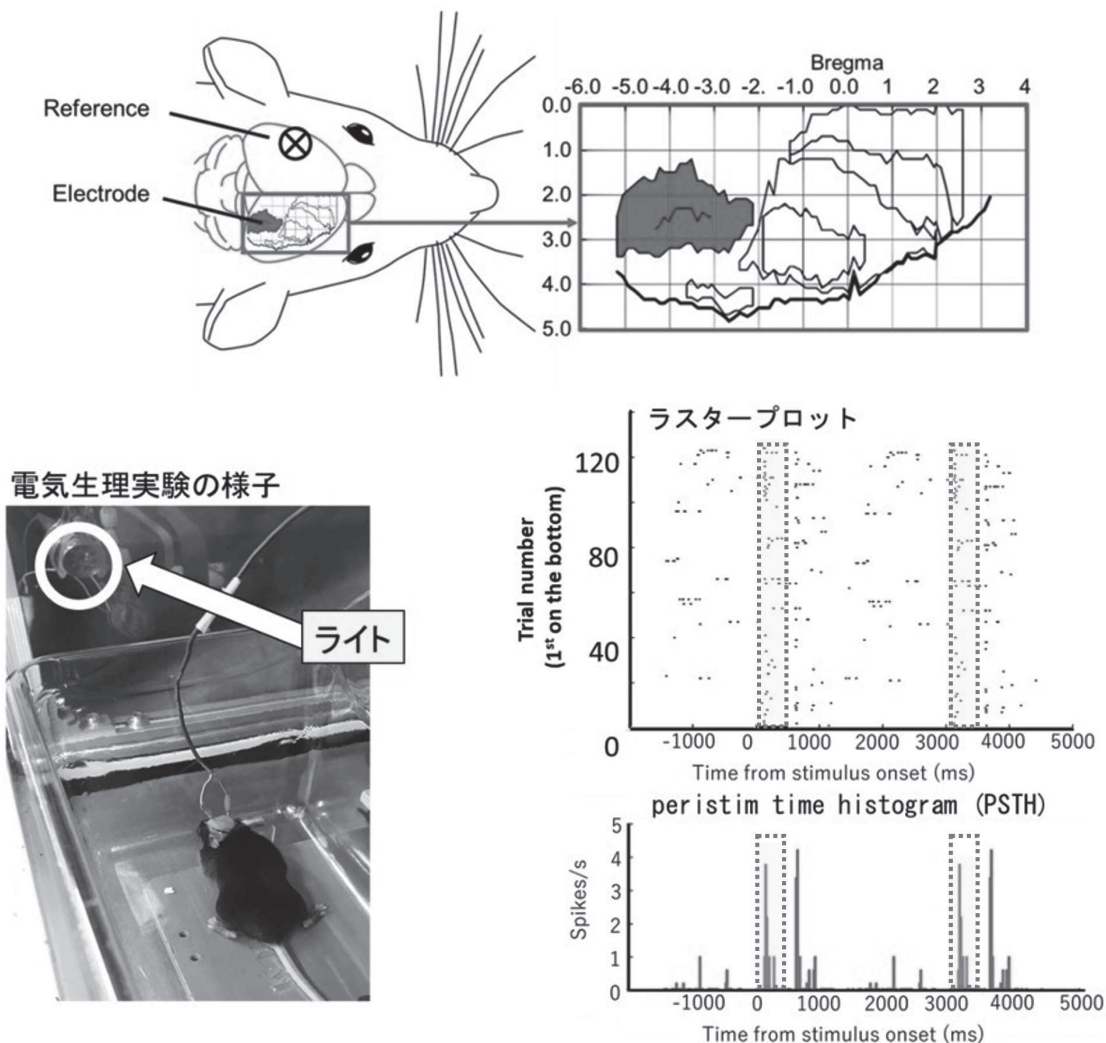 Bregma
-6.0 -5.0 -4.0 -3.0 -2. -1.0 0.0 1 2 3 4
Reference
Electrode
0.0
1.0
2.0
3.0
4.0
5.0
電気生理実験の様子
ライト
ラスタープロット
Trial number
(1st on the bottom)
120
80
40
0
-1000 0 1000 2000 3000 4000 5000
Time from stimulus onset (ms)
peristim time histogram (PSTH)
Spikes/s
5
4
3
2
1
0
-1000 0 1000 2000 3000 4000 5000
Time from stimulus onset (ms)